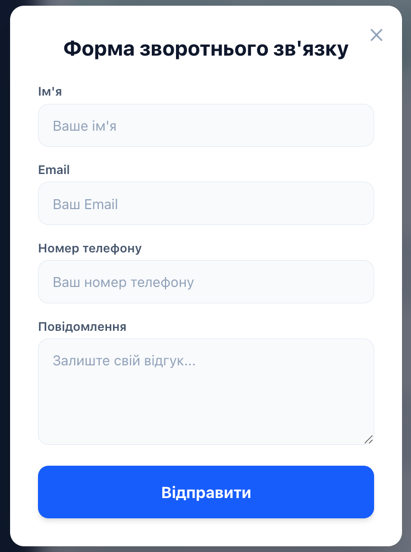 Форма зворотнього зв'язку
Ім'я
Ваше ім'я
Email
Ваш Email
Номер телефону
Ваш номер телефону
Повідомлення
Залиште свій відгук...
Відправити